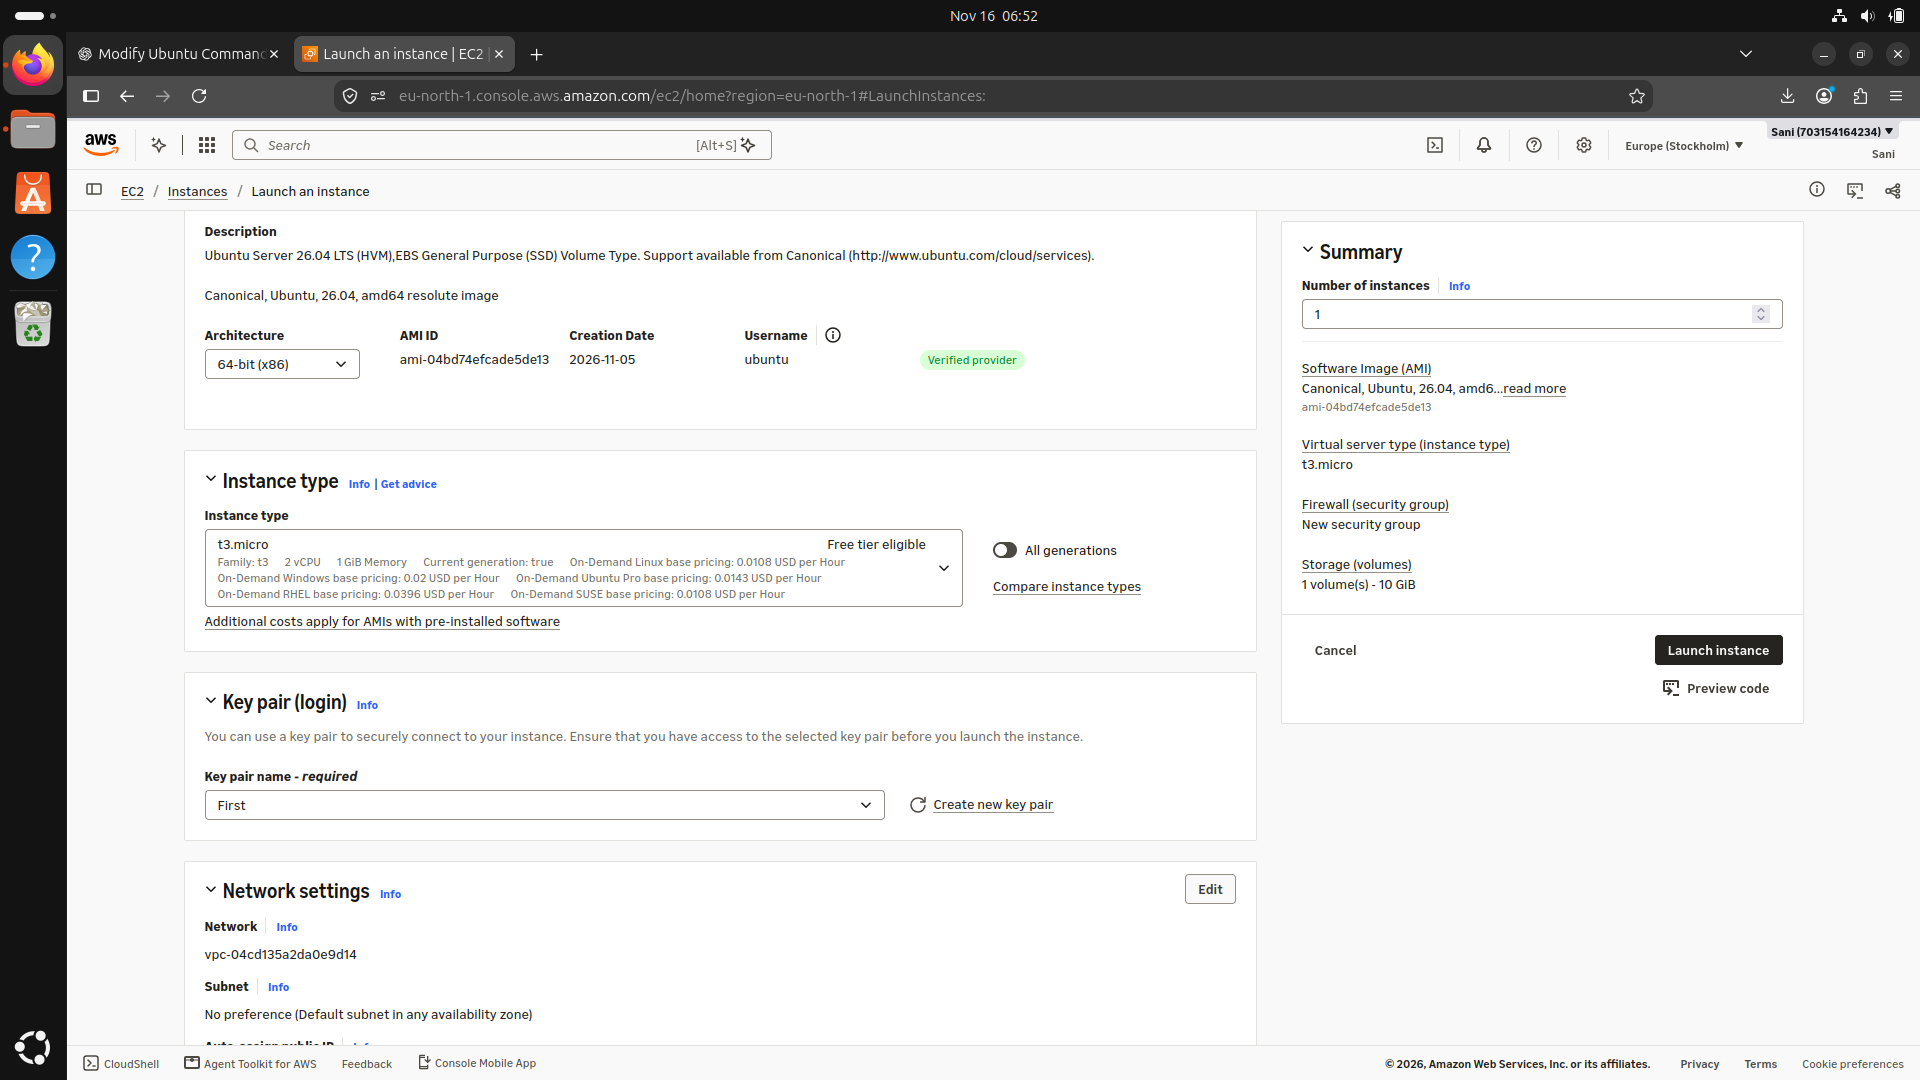 Nov 16 06:52
Modify Ubuntu Comman
Launch an instance | EC2
eu-north-1.console.aws.amazon.com/ec2/home?region=eu-north-1#LaunchInstances:
aws
Search
[Alt+S]
Europe (Stockholm)
Sani (703154164234)
Sani
EC2 / Instances / Launch an instance
Description
Ubuntu Server 26.04 LTS (HVM),EBS General Purpose (SSD) Volume Type. Support available from Canonical (http://www.ubuntu.com/cloud/services).
Canonical, Ubuntu, 26.04, amd64 resolute image
Architecture
64-bit (x86)
AMI ID
ami-04bd74efcade5de13
Creation Date
2026-11-05
Username
ubuntu
Verified provider
Instance type Info | Get advice
Instance type
t3.micro Free tier eligible
Family: t3 2 vCPU 1 GiB Memory Current generation: true On-Demand Linux base pricing: 0.0108 USD per Hour
On-Demand Windows base pricing: 0.02 USD per Hour On-Demand Ubuntu Pro base pricing: 0.0143 USD per Hour
On-Demand RHEL base pricing: 0.0396 USD per Hour On-Demand SUSE base pricing: 0.0108 USD per Hour
All generations
Compare instance types
Additional costs apply for AMIs with pre-installed software
Key pair (login) Info
You can use a key pair to securely connect to your instance. Ensure that you have access to the selected key pair before you launch the instance.
Key pair name - required
First
Create new key pair
Network settings Info
Edit
Network Info
vpc-04cd135a2da0e9d14
Subnet Info
No preference (Default subnet in any availability zone)
Auto-assign public IP Info
Summary
Number of instances Info
1
Software Image (AMI)
Canonical, Ubuntu, 26.04, amd6...read more
ami-04bd74efcade5de13
Virtual server type (instance type)
t3.micro
Firewall (security group)
New security group
Storage (volumes)
1 volume(s) - 10 GiB
Cancel
Launch instance
Preview code
CloudShell
Agent Toolkit for AWS
Feedback
Console Mobile App
© 2026, Amazon Web Services, Inc. or its affiliates.
Privacy
Terms
Cookie preferences